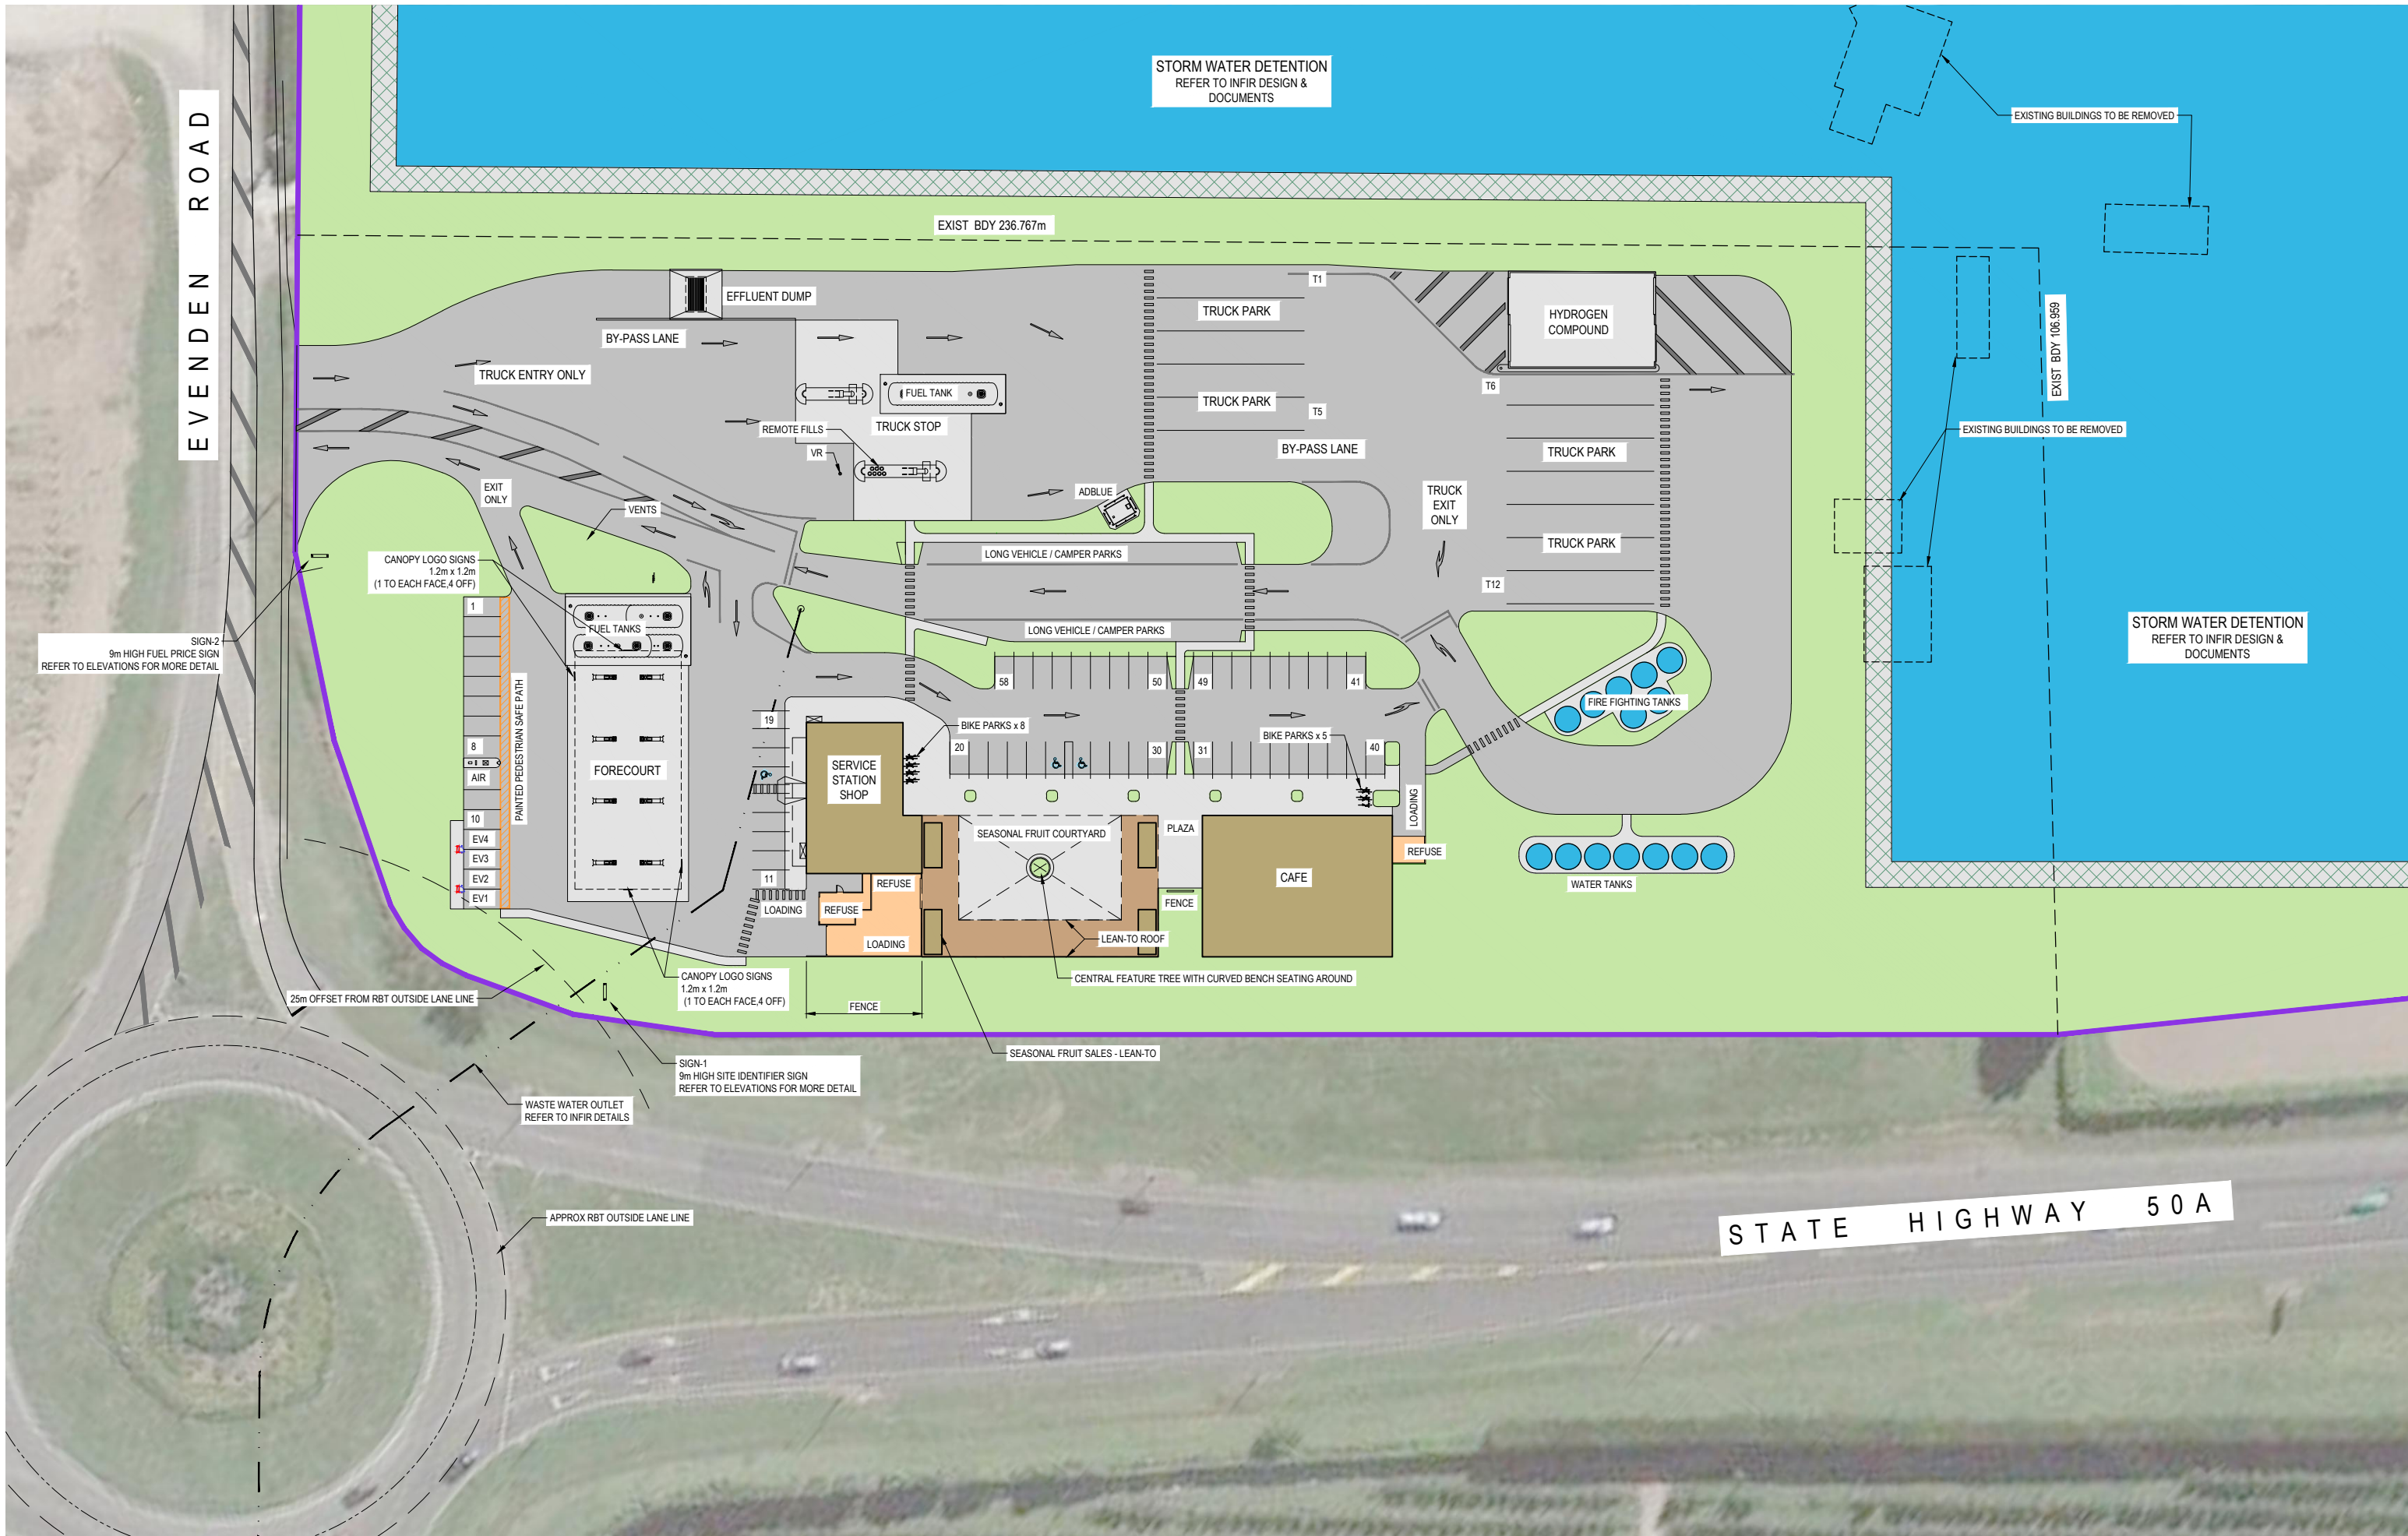 STORM WATER DETENTION
REFER TO INFIR DESIGN &
DOCUMENTS
EXISTING BUILDINGS TO BE REMOVED
EVENDEN ROAD
EXIST BDY 236.767m
EFFLUENT DUMP
T1
TRUCK PARK
HYDROGEN
COMPOUND
EXIST BDY 106.959
BY-PASS LANE
TRUCK ENTRY ONLY
FUEL TANK
TRUCK PARK
T5
T6
TRUCK STOP
REMOTE FILLS
VR
BY-PASS LANE
TRUCK PARK
EXISTING BUILDINGS TO BE REMOVED
EXIT
ONLY
VENTS
ADBLUE
TRUCK
EXIT
ONLY
TRUCK PARK
LONG VEHICLE / CAMPER PARKS
CANOPY LOGO SIGNS
1.2m x 1.2m
(1 TO EACH FACE,4 OFF)
T12
1
FUEL TANKS
LONG VEHICLE / CAMPER PARKS
SIGN-2
9m HIGH FUEL PRICE SIGN
REFER TO ELEVATIONS FOR MORE DETAIL
STORM WATER DETENTION
REFER TO INFIR DESIGN &
DOCUMENTS
58
50
49
41
PAINTED PEDESTRIAN SAFE PATH
FIRE FIGHTING TANKS
19
BIKE PARKS x 8
BIKE PARKS x 5
8
AIR
20
30
31
40
FORECOURT
SERVICE
STATION
SHOP
10
EV4
EV3
EV2
EV1
LOADING
SEASONAL FRUIT COURTYARD
PLAZA
REFUSE
CAFE
WATER TANKS
11
REFUSE
LOADING
REFUSE
FENCE
LOADING
LEAN-TO ROOF
CANOPY LOGO SIGNS
1.2m x 1.2m
(1 TO EACH FACE,4 OFF)
CENTRAL FEATURE TREE WITH CURVED BENCH SEATING AROUND
25m OFFSET FROM RBT OUTSIDE LANE LINE
FENCE
SEASONAL FRUIT SALES - LEAN-TO
SIGN-1
9m HIGH SITE IDENTIFIER SIGN
REFER TO ELEVATIONS FOR MORE DETAIL
WASTE WATER OUTLET
REFER TO INFIR DETAILS
APPROX RBT OUTSIDE LANE LINE
STATE HIGHWAY 50A